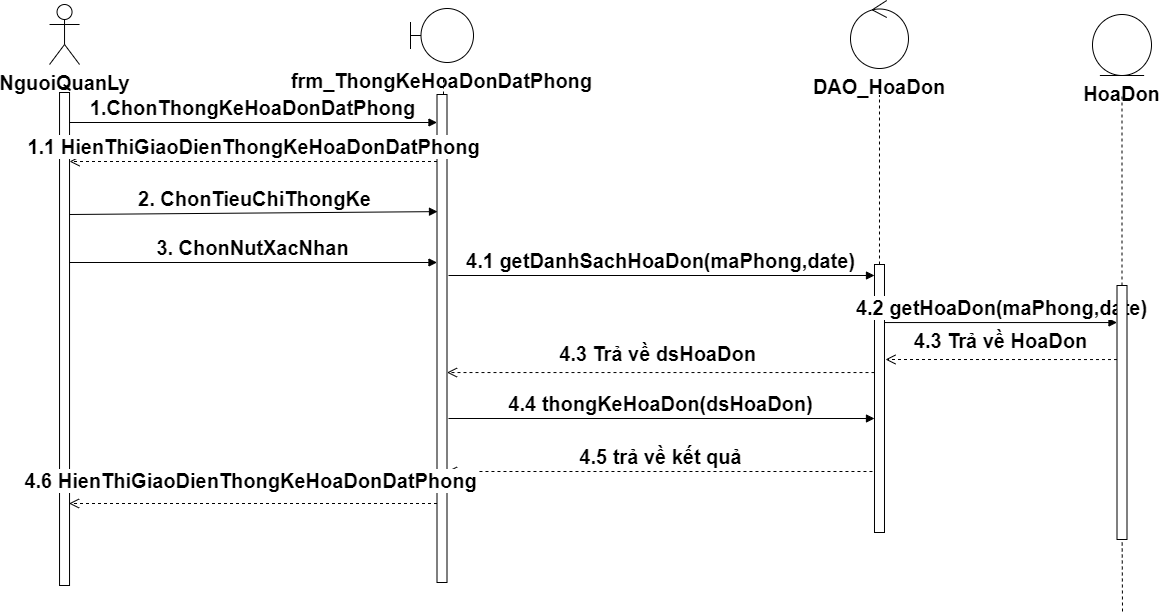 NguoiQuanLy
frm_ThongKeHoaDonDatPhong
DAO_HoaDon
HoaDon
1.ChonThongKeHoaDonDatPhong
1.1 HienThiGiaoDienThongKeHoaDonDatPhong
2. ChonTieuChiThongKe
3. ChonNutXacNhan
4.1 getDanhSachHoaDon(maPhong,date)
4.2 getHoaDon(maPhong,date)
4.3 Trả về HoaDon
4.3 Trả về dsHoaDon
4.4 thongKeHoaDon(dsHoaDon)
4.5 trả về kết quả
4.6 HienThiGiaoDienThongKeHoaDonDatPhong